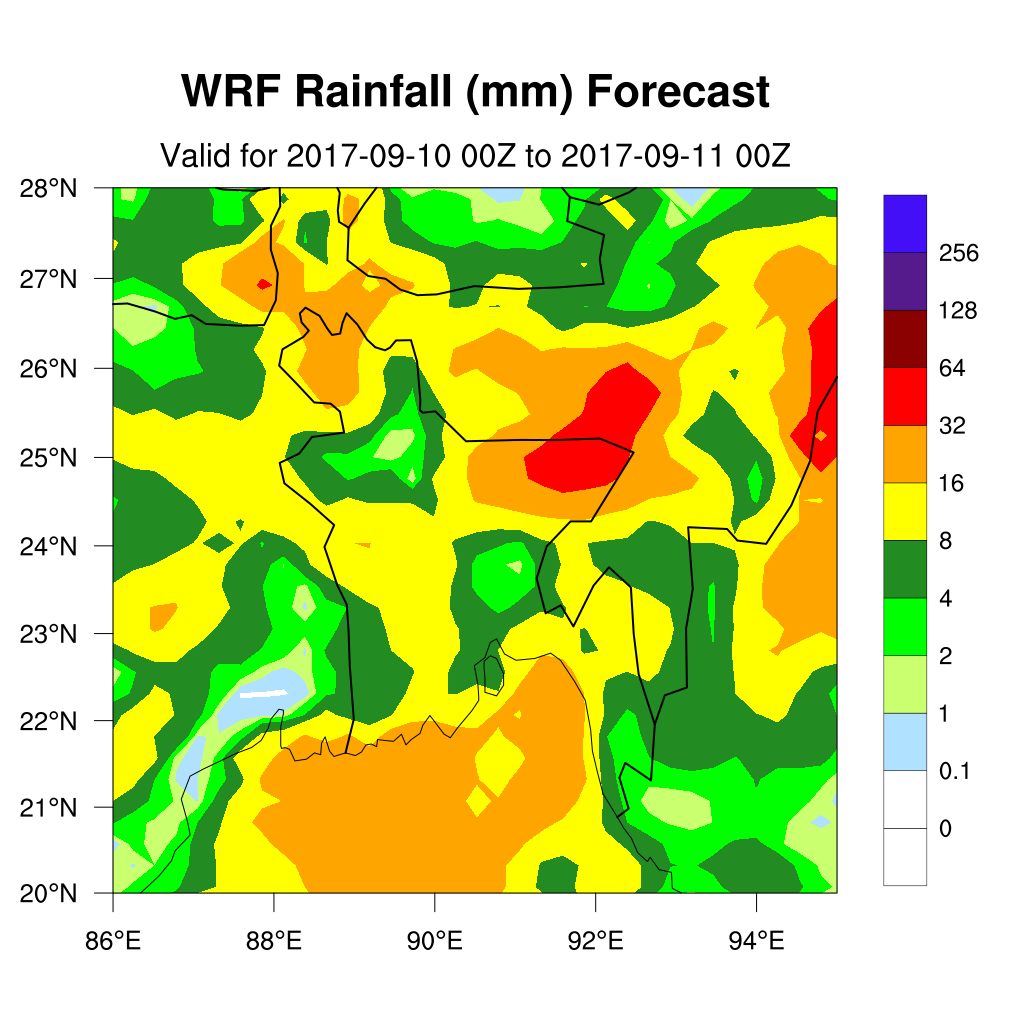 WRF Rainfall (mm) Forecast
Valid for 2017-09-10 00Z to 2017-09-11 00Z
28°N
27°N
26°N
25°N
24°N
23°N
22°N
21°N
20°N
86°E
88°E
90°E
92°E
94°E
256
128
64
32
16
8
4
2
1
0.1
0